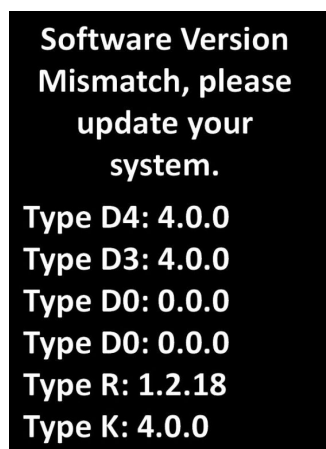 Software Version
Mismatch, please
update your
system.
Type D4: 4.0.0
Type D3: 4.0.0
Type D0: 0.0.0
Type D0: 0.0.0
Type R: 1.2.18
Type K: 4.0.0